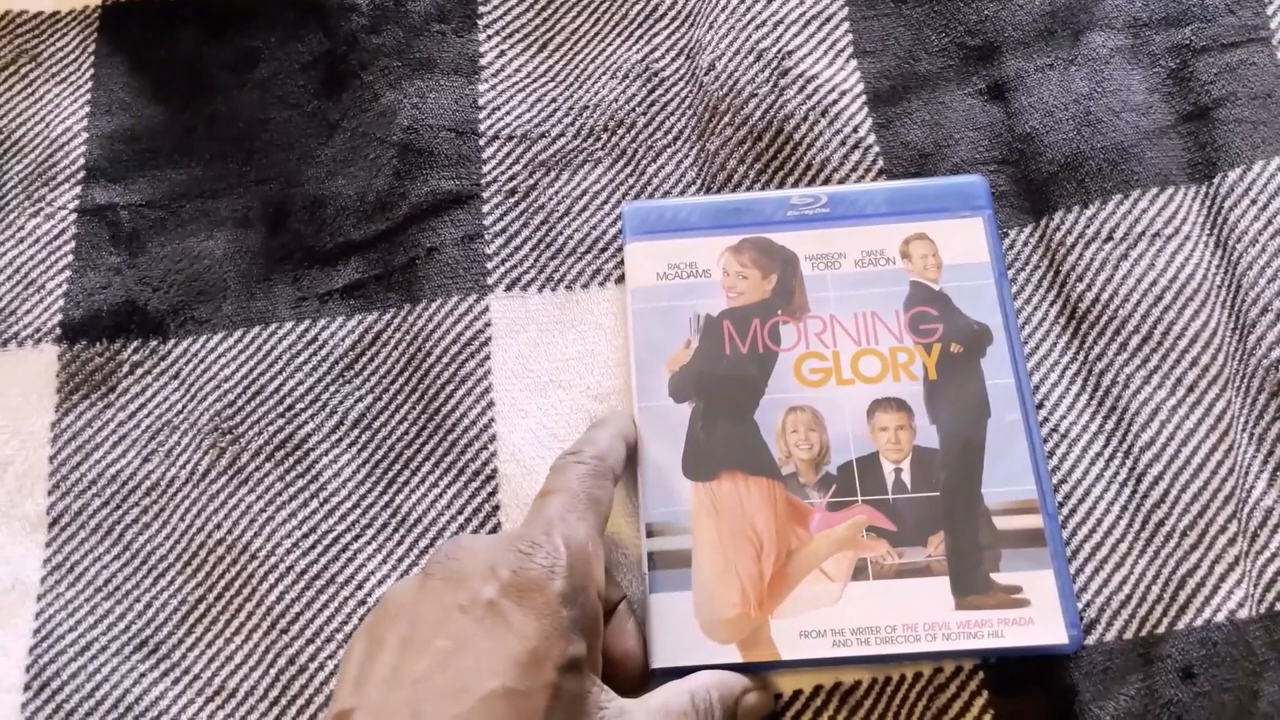 Blu-ray Disc
RACHEL
McADAMS
HARRISON
FORD
DIANE
KEATON
MORNING
GLORY
FROM THE WRITER OF THE DEVIL WEARS PRADA
AND THE DIRECTOR OF NOTTING HILL